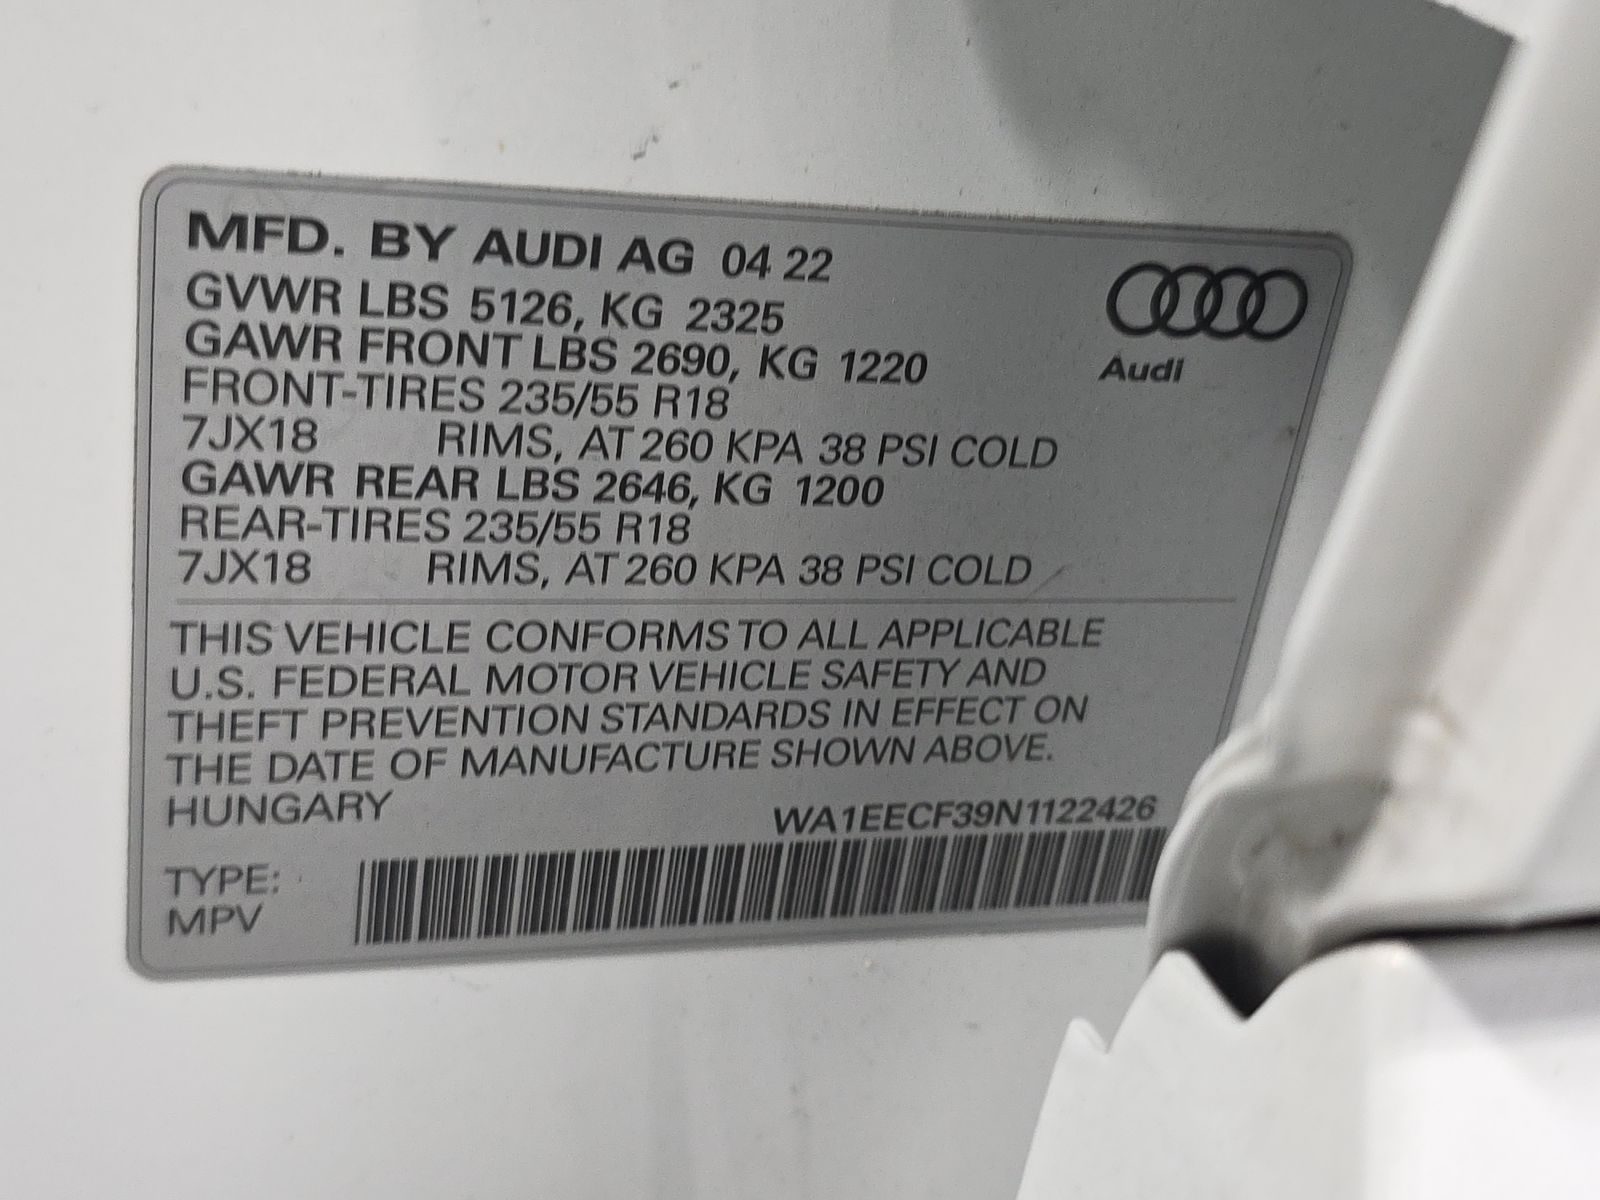 MFD. BY AUDI AG 04 22
GVWR LBS 5126, KG 2325
GAWR FRONT LBS 2690, KG 1220
FRONT-TIRES 235/55 R18
7JX18 RIMS, AT 260 KPA 38 PSI COLD
GAWR REAR LBS 2646, KG 1200
REAR-TIRES 235/55 R18
7JX18 RIMS, AT 260 KPA 38 PSI COLD
Audi
THIS VEHICLE CONFORMS TO ALL APPLICABLE
U.S. FEDERAL MOTOR VEHICLE SAFETY AND
THEFT PREVENTION STANDARDS IN EFFECT ON
THE DATE OF MANUFACTURE SHOWN ABOVE.
HUNGARY WA1EECF39N1122426
TYPE:
MPV